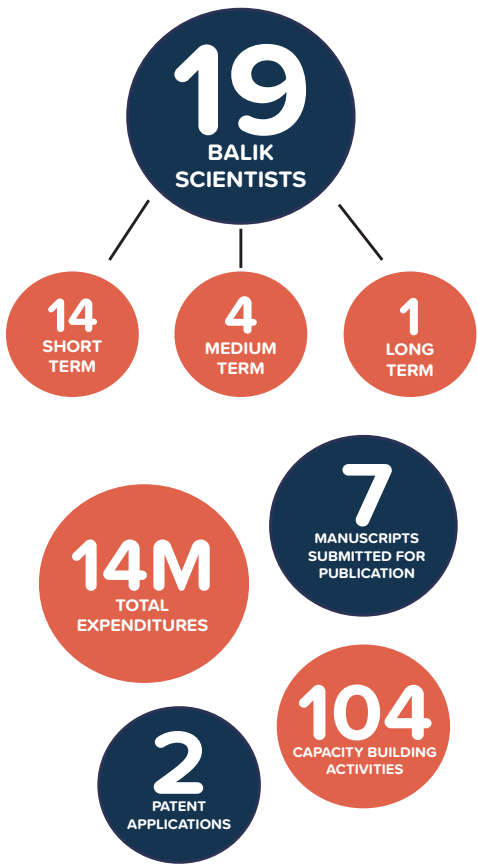 19
BALIK
SCIENTISTS
14
SHORT
TERM
4
MEDIUM
TERM
1
LONG
TERM
7
MANUSCRIPTS
SUBMITTED FOR
PUBLICATION
14M
TOTAL
EXPENDITURES
104
CAPACITY BUILDING
ACTIVITIES
2
PATENT
APPLICATIONS